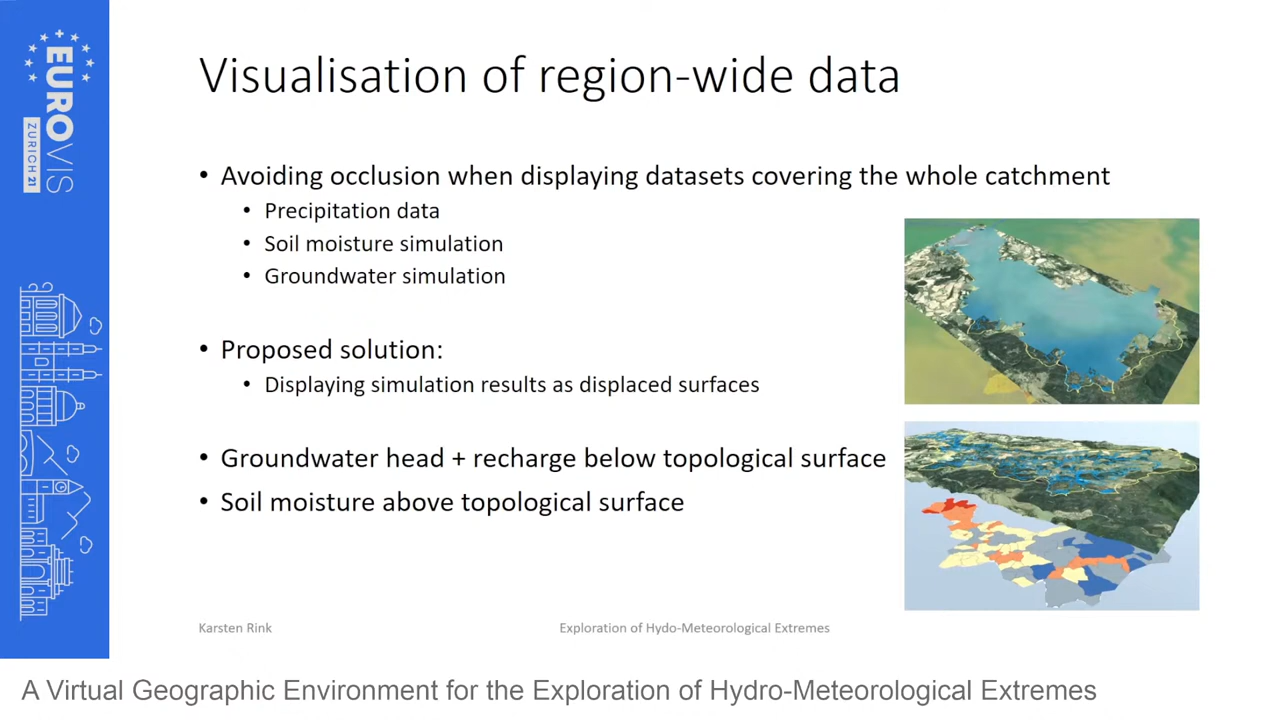 EUROVIS
ZURICH 21
Visualisation of region-wide data
• Avoiding occlusion when displaying datasets covering the whole catchment
• Precipitation data
• Soil moisture simulation
• Groundwater simulation
• Proposed solution:
• Displaying simulation results as displaced surfaces
• Groundwater head + recharge below topological surface
• Soil moisture above topological surface
Karsten Rink
Exploration of Hydo-Meteorological Extremes
A Virtual Geographic Environment for the Exploration of Hydro-Meteorological Extremes